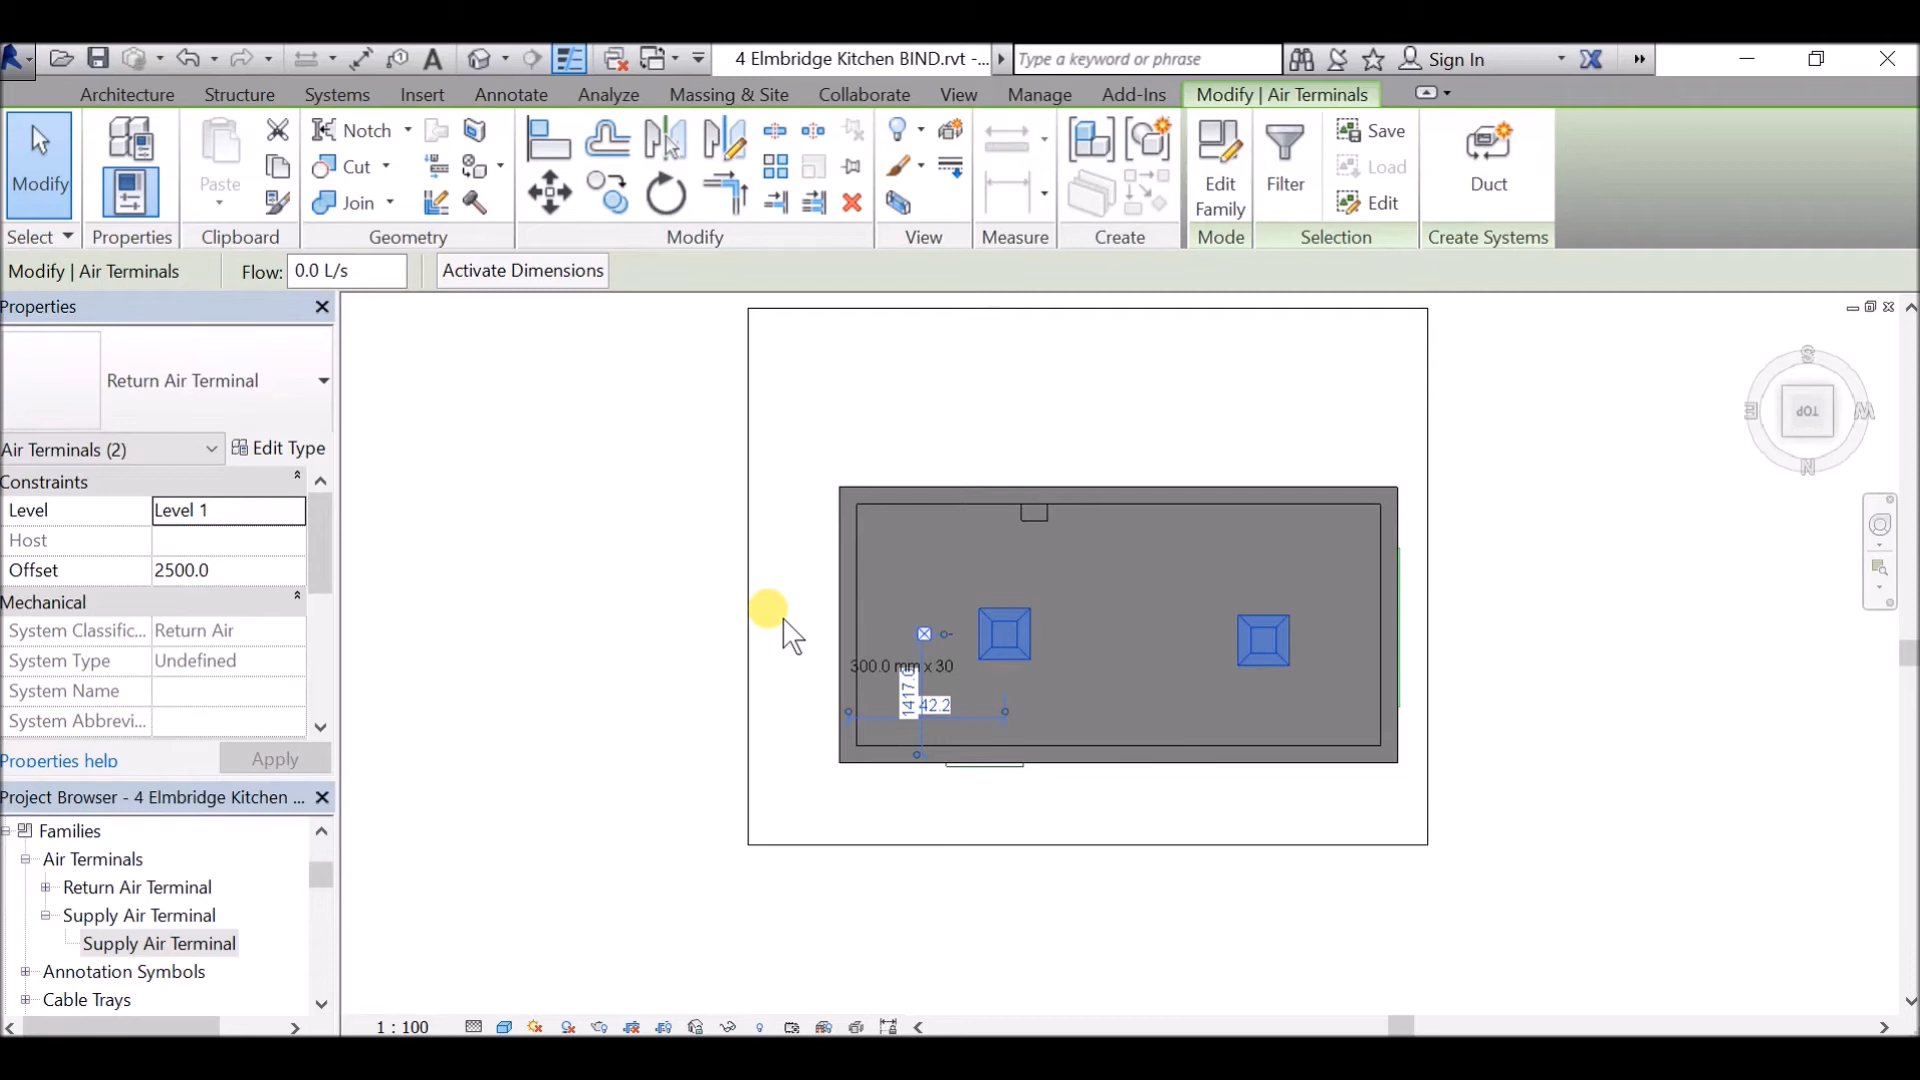 4 Elmbridge Kitchen BIND.rvt -...
Type a keyword or phrase
Sign In
Architecture
Structure
Systems
Insert
Annotate
Analyze
Massing & Site
Collaborate
View
Manage
Add-Ins
Modify | Air Terminals
Modify
Select
Properties
Paste
Clipboard
Notch
Cut
Join
Geometry
Modify
View
Measure
Create
Edit Family
Mode
Filter
Save
Load
Edit
Selection
Duct
Create Systems
Modify | Air Terminals
Flow: 0.0 L/s
Activate Dimensions
Properties
Return Air Terminal
Air Terminals (2)
Edit Type
Constraints
Level Level 1
Host
Offset 2500.0
Mechanical
System Classific... Return Air
System Type Undefined
System Name
System Abbrevi...
Properties help
Apply
Project Browser - 4 Elmbridge Kitchen ...
Families
Air Terminals
Return Air Terminal
Supply Air Terminal
Supply Air Terminal
Annotation Symbols
Cable Trays
300.0 mm x 30
42.2
S
E
TOP
W
N
1 : 100